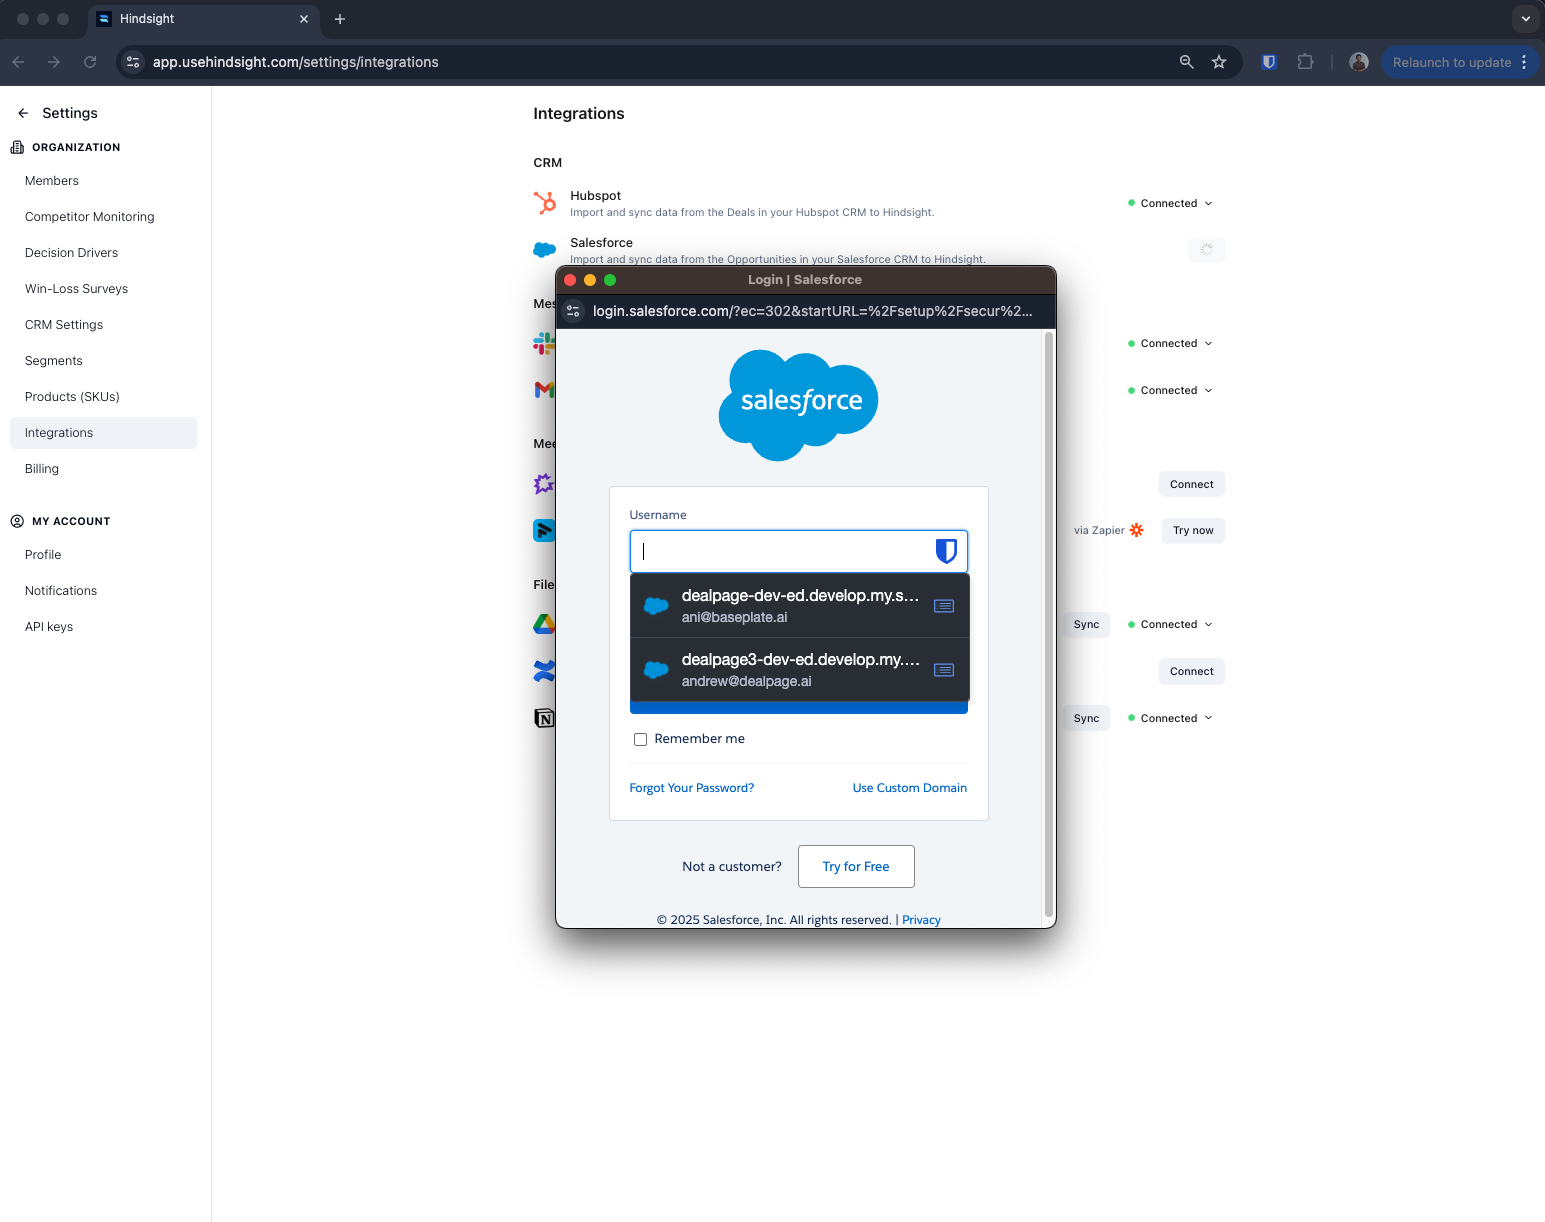 Hindsight
app.usehindsight.com/settings/integrations
Relaunch to update
Settings
ORGANIZATION
Members
Competitor Monitoring
Decision Drivers
Win-Loss Surveys
CRM Settings
Segments
Products (SKUs)
Integrations
Billing
MY ACCOUNT
Profile
Notifications
API keys
Integrations
CRM
Hubspot
Import and sync data from the Deals in your Hubspot CRM to Hindsight.
Connected
Salesforce
Import and sync data from the Opportunities in your Salesforce CRM to Hindsight.
Mes
Connected
Connected
Mee
Connect
via Zapier
Try now
File
Sync
Connected
Connect
Sync
Connected
Login | Salesforce
login.salesforce.com/?ec=302&startURL=%2Fsetup%2Fsecur%2...
salesforce
Username
dealpage-dev-ed.develop.my.s...
ani@baseplate.ai
dealpage3-dev-ed.develop.my....
andrew@dealpage.ai
Remember me
Forgot Your Password?
Use Custom Domain
Not a customer?
Try for Free
© 2025 Salesforce, Inc. All rights reserved. | Privacy